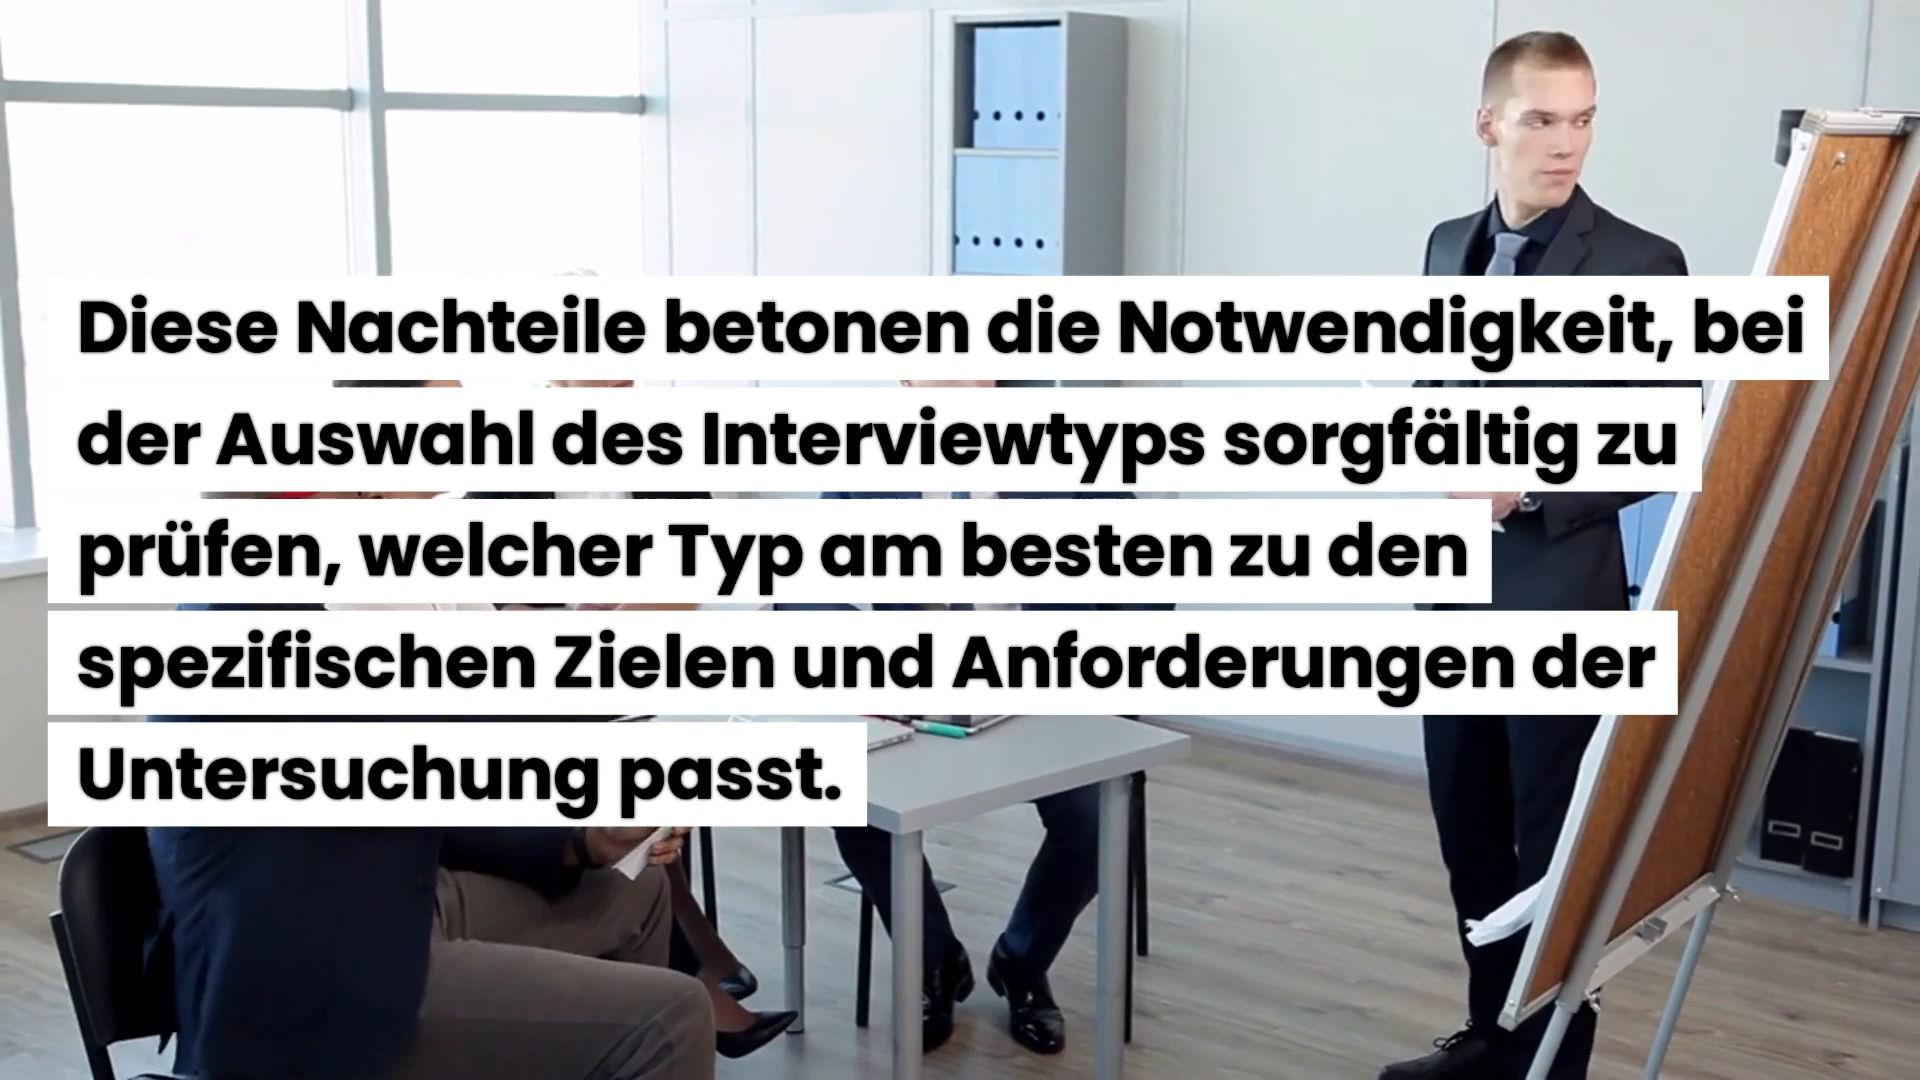 Diese Nachteile betonen die Notwendigkeit, bei
der Auswahl des Interviewtyps sorgfältig zu
prüfen, welcher Typ am besten zu den
spezifischen Zielen und Anforderungen der
Untersuchung passt.